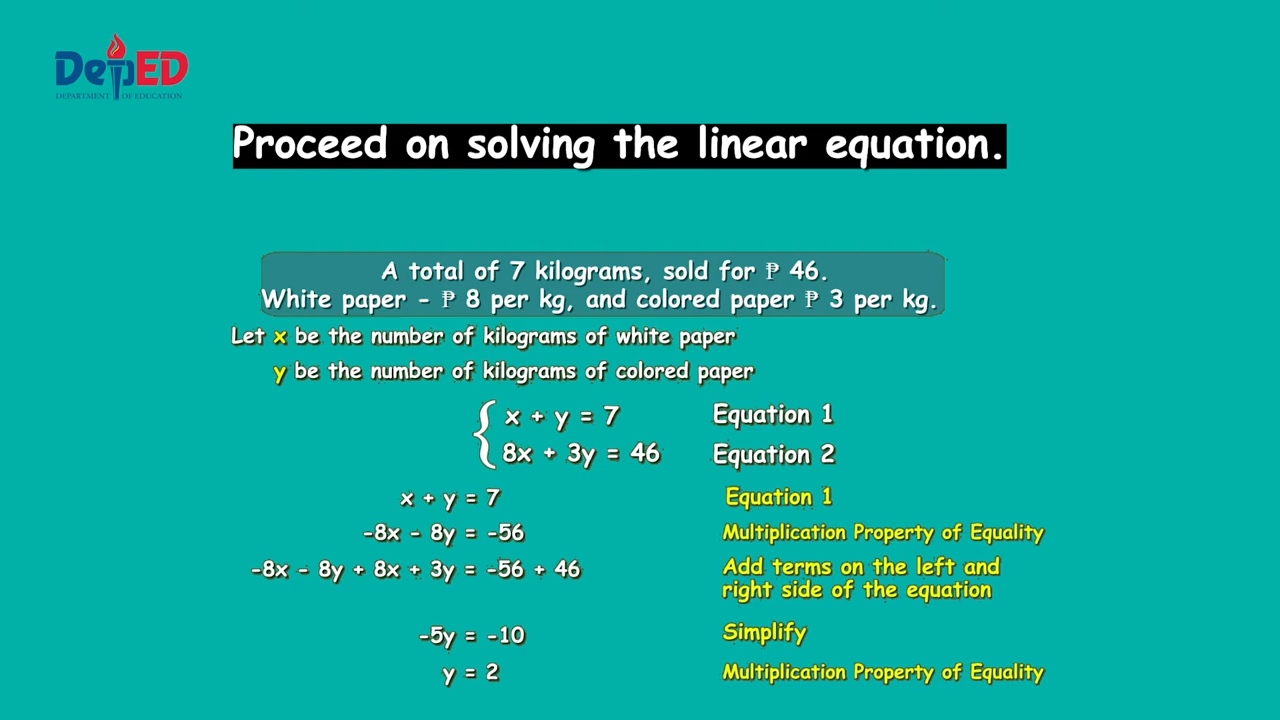 DepED
DEPARTMENT OF EDUCATION
Proceed on solving the linear equation.
A total of 7 kilograms, sold for ₱ 46.
White paper - ₱ 8 per kg, and colored paper ₱ 3 per kg.
Let x be the number of kilograms of white paper
y be the number of kilograms of colored paper
{ x + y = 7 Equation 1
8x + 3y = 46 Equation 2
x + y = 7 Equation 1
-8x - 8y = -56 Multiplication Property of Equality
-8x - 8y + 8x + 3y = -56 + 46 Add terms on the left and
right side of the equation
-5y = -10 Simplify
y = 2 Multiplication Property of Equality